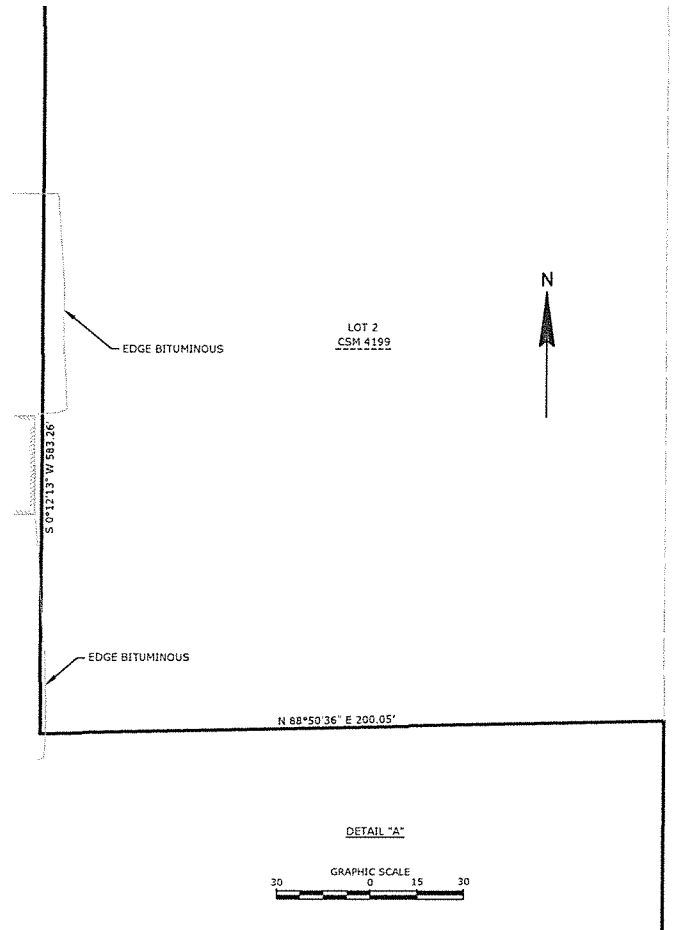 N
LOT 2
CSM 4199
EDGE BITUMINOUS
S 0°12'13" W 583.26'
EDGE BITUMINOUS
N 88°50'36" E 200.05'
DETAIL "A"
GRAPHIC SCALE
30 0 15 30